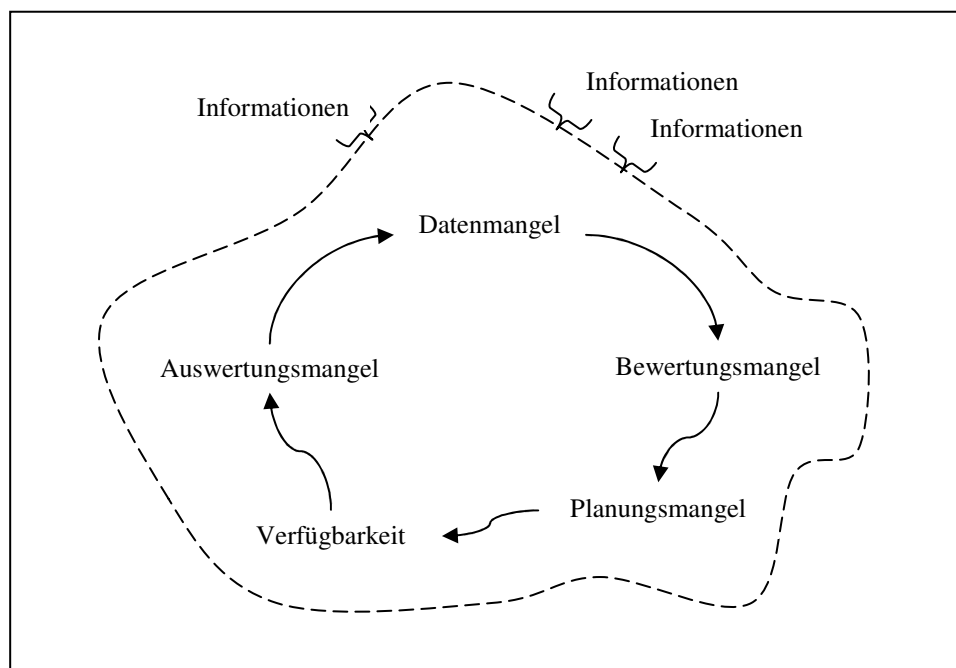 Informationen
Informationen
Informationen
Datenmangel
Auswertungsmangel
Bewertungsmangel
Planungsmangel
Verfügbarkeit